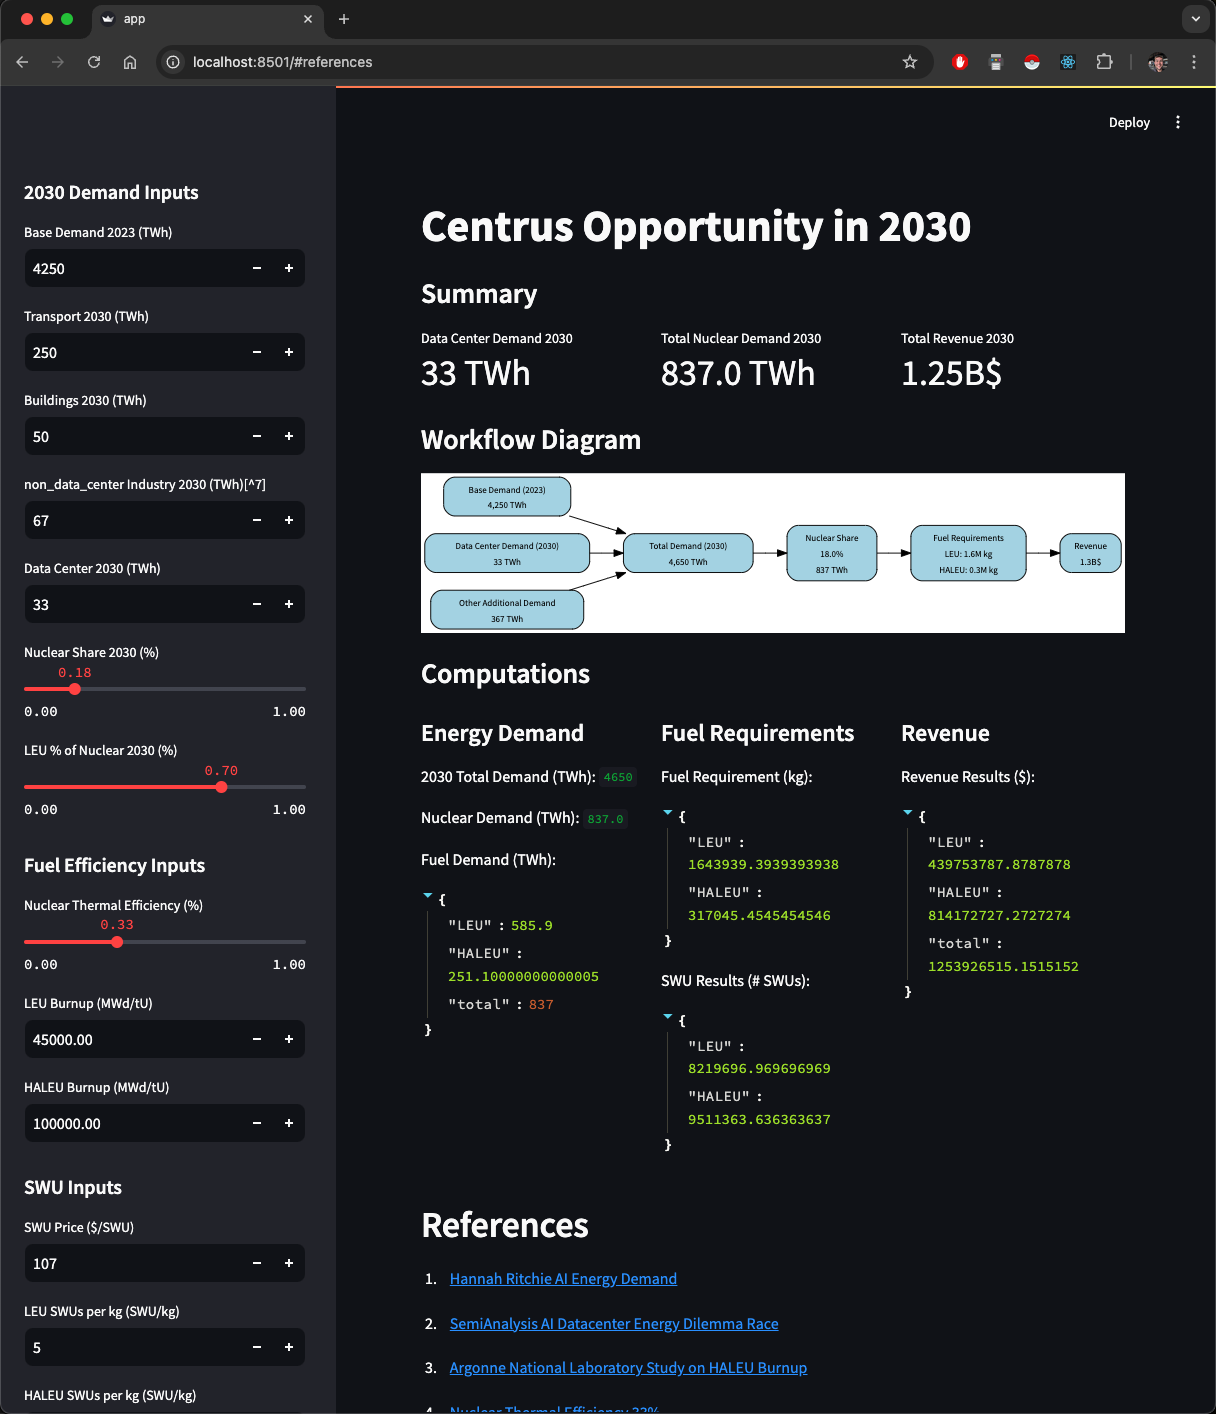 app
localhost:8501/#references
Deploy
2030 Demand Inputs
Base Demand 2023 (TWh)
4250
Transport 2030 (TWh)
250
Buildings 2030 (TWh)
50
non_data_center Industry 2030 (TWh)[^7]
67
Data Center 2030 (TWh)
33
Nuclear Share 2030 (%)
0.18
0.00 1.00
LEU % of Nuclear 2030 (%)
0.70
0.00 1.00
Fuel Efficiency Inputs
Nuclear Thermal Efficiency (%)
0.33
0.00 1.00
LEU Burnup (MWd/tU)
45000.00
HALEU Burnup (MWd/tU)
100000.00
SWU Inputs
SWU Price ($/SWU)
107
LEU SWUs per kg (SWU/kg)
5
HALEU SWUs per kg (SWU/kg)
Centrus Opportunity in 2030
Summary
Data Center Demand 2030
33 TWh
Total Nuclear Demand 2030
837.0 TWh
Total Revenue 2030
1.25B$
Workflow Diagram
Base Demand (2023)
4,250 TWh
Data Center Demand (2030)
33 TWh
Other Additional Demand
367 TWh
Total Demand (2030)
4,650 TWh
Nuclear Share
18.0%
837 TWh
Fuel Requirements
LEU: 1.6M kg
HALEU: 0.3M kg
Revenue
1.3B$
Computations
Energy Demand
2030 Total Demand (TWh): 4650
Nuclear Demand (TWh): 837.0
Fuel Demand (TWh):
{
"LEU" : 585.9
"HALEU" :
251.10000000000005
"total" : 837
}
Fuel Requirements
Fuel Requirement (kg):
{
"LEU" :
1643939.3939393938
"HALEU" :
317045.4545454546
}
SWU Results (# SWUs):
{
"LEU" :
8219696.969696969
"HALEU" :
9511363.636363637
}
Revenue
Revenue Results ($):
{
"LEU" :
439753787.8787878
"HALEU" :
814172727.2727274
"total" :
1253926515.1515152
}
References
1. Hannah Ritchie AI Energy Demand
2. SemiAnalysis AI Datacenter Energy Dilemma Race
3. Argonne National Laboratory Study on HALEU Burnup
4. Nuclear Thermal Efficiency 33%